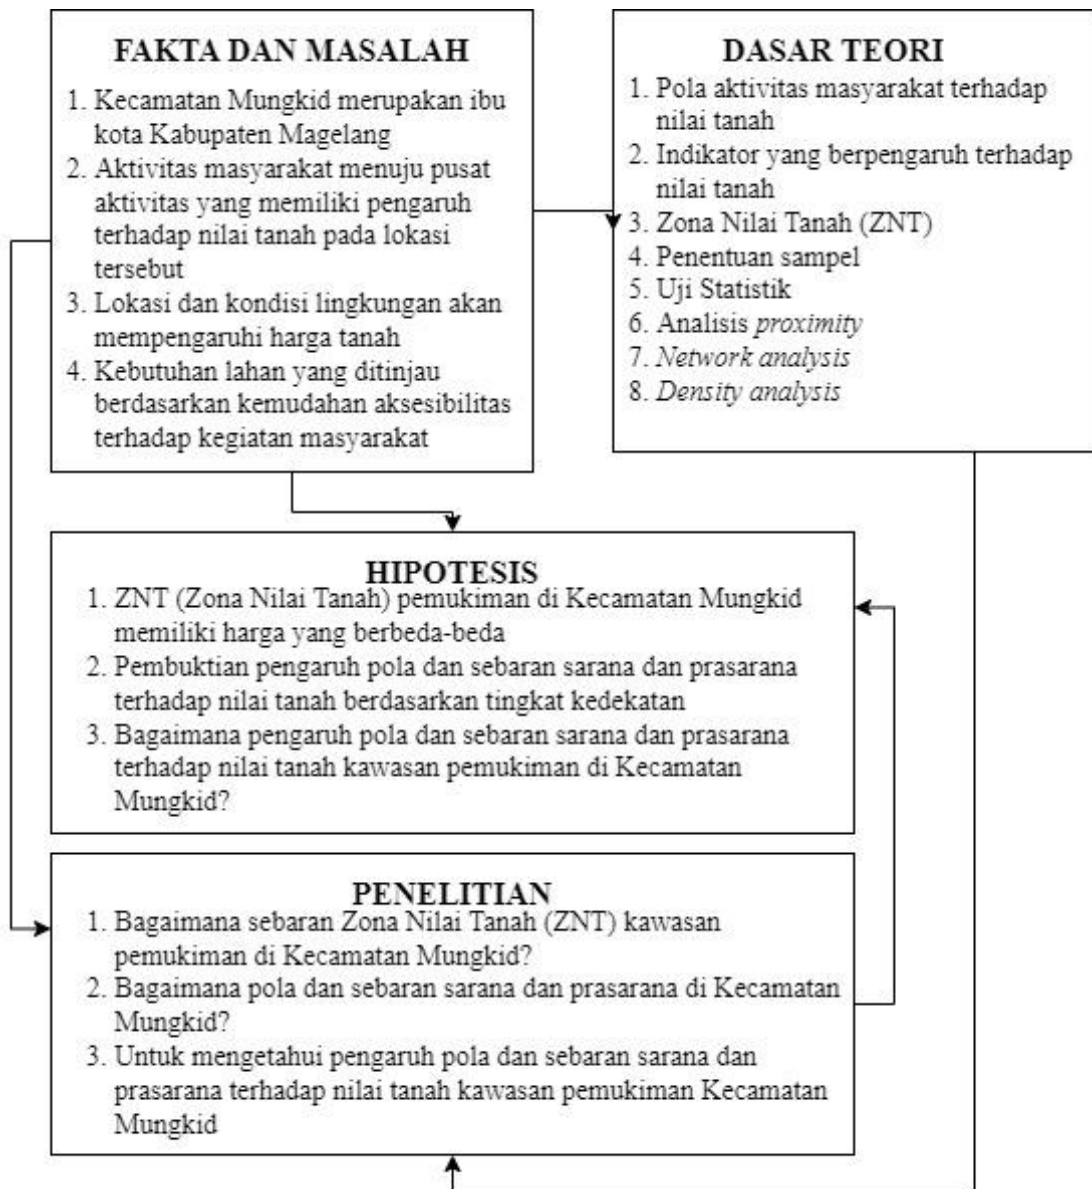 FAKTA DAN MASALAH
1. Kecamatan Mungkid merupakan ibu
kota Kabupaten Magelang
2. Aktivitas masyarakat menuju pusat
aktivitas yang memiliki pengaruh
terhadap nilai tanah pada lokasi
tersebut
3. Lokasi dan kondisi lingkungan akan
mempengaruhi harga tanah
4. Kebutuhan lahan yang ditinjau
berdasarkan kemudahan aksesibilitas
terhadap kegiatan masyarakat
DASAR TEORI
1. Pola aktivitas masyarakat terhadap
nilai tanah
2. Indikator yang berpengaruh terhadap
nilai tanah
3. Zona Nilai Tanah (ZNT)
4. Penentuan sampel
5. Uji Statistik
6. Analisis proximity
7. Network analysis
8. Density analysis
HIPOTESIS
1. ZNT (Zona Nilai Tanah) pemukiman di Kecamatan Mungkid
memiliki harga yang berbeda-beda
2. Pembuktian pengaruh pola dan sebaran sarana dan prasarana
terhadap nilai tanah berdasarkan tingkat kedekatan
3. Bagaimana pengaruh pola dan sebaran sarana dan prasarana
terhadap nilai tanah kawasan pemukiman di Kecamatan
Mungkid?
PENELITIAN
1. Bagaimana sebaran Zona Nilai Tanah (ZNT) kawasan
pemukiman di Kecamatan Mungkid?
2. Bagaimana pola dan sebaran sarana dan prasarana di Kecamatan
Mungkid?
3. Untuk mengetahui pengaruh pola dan sebaran sarana dan
prasarana terhadap nilai tanah kawasan pemukiman Kecamatan
Mungkid